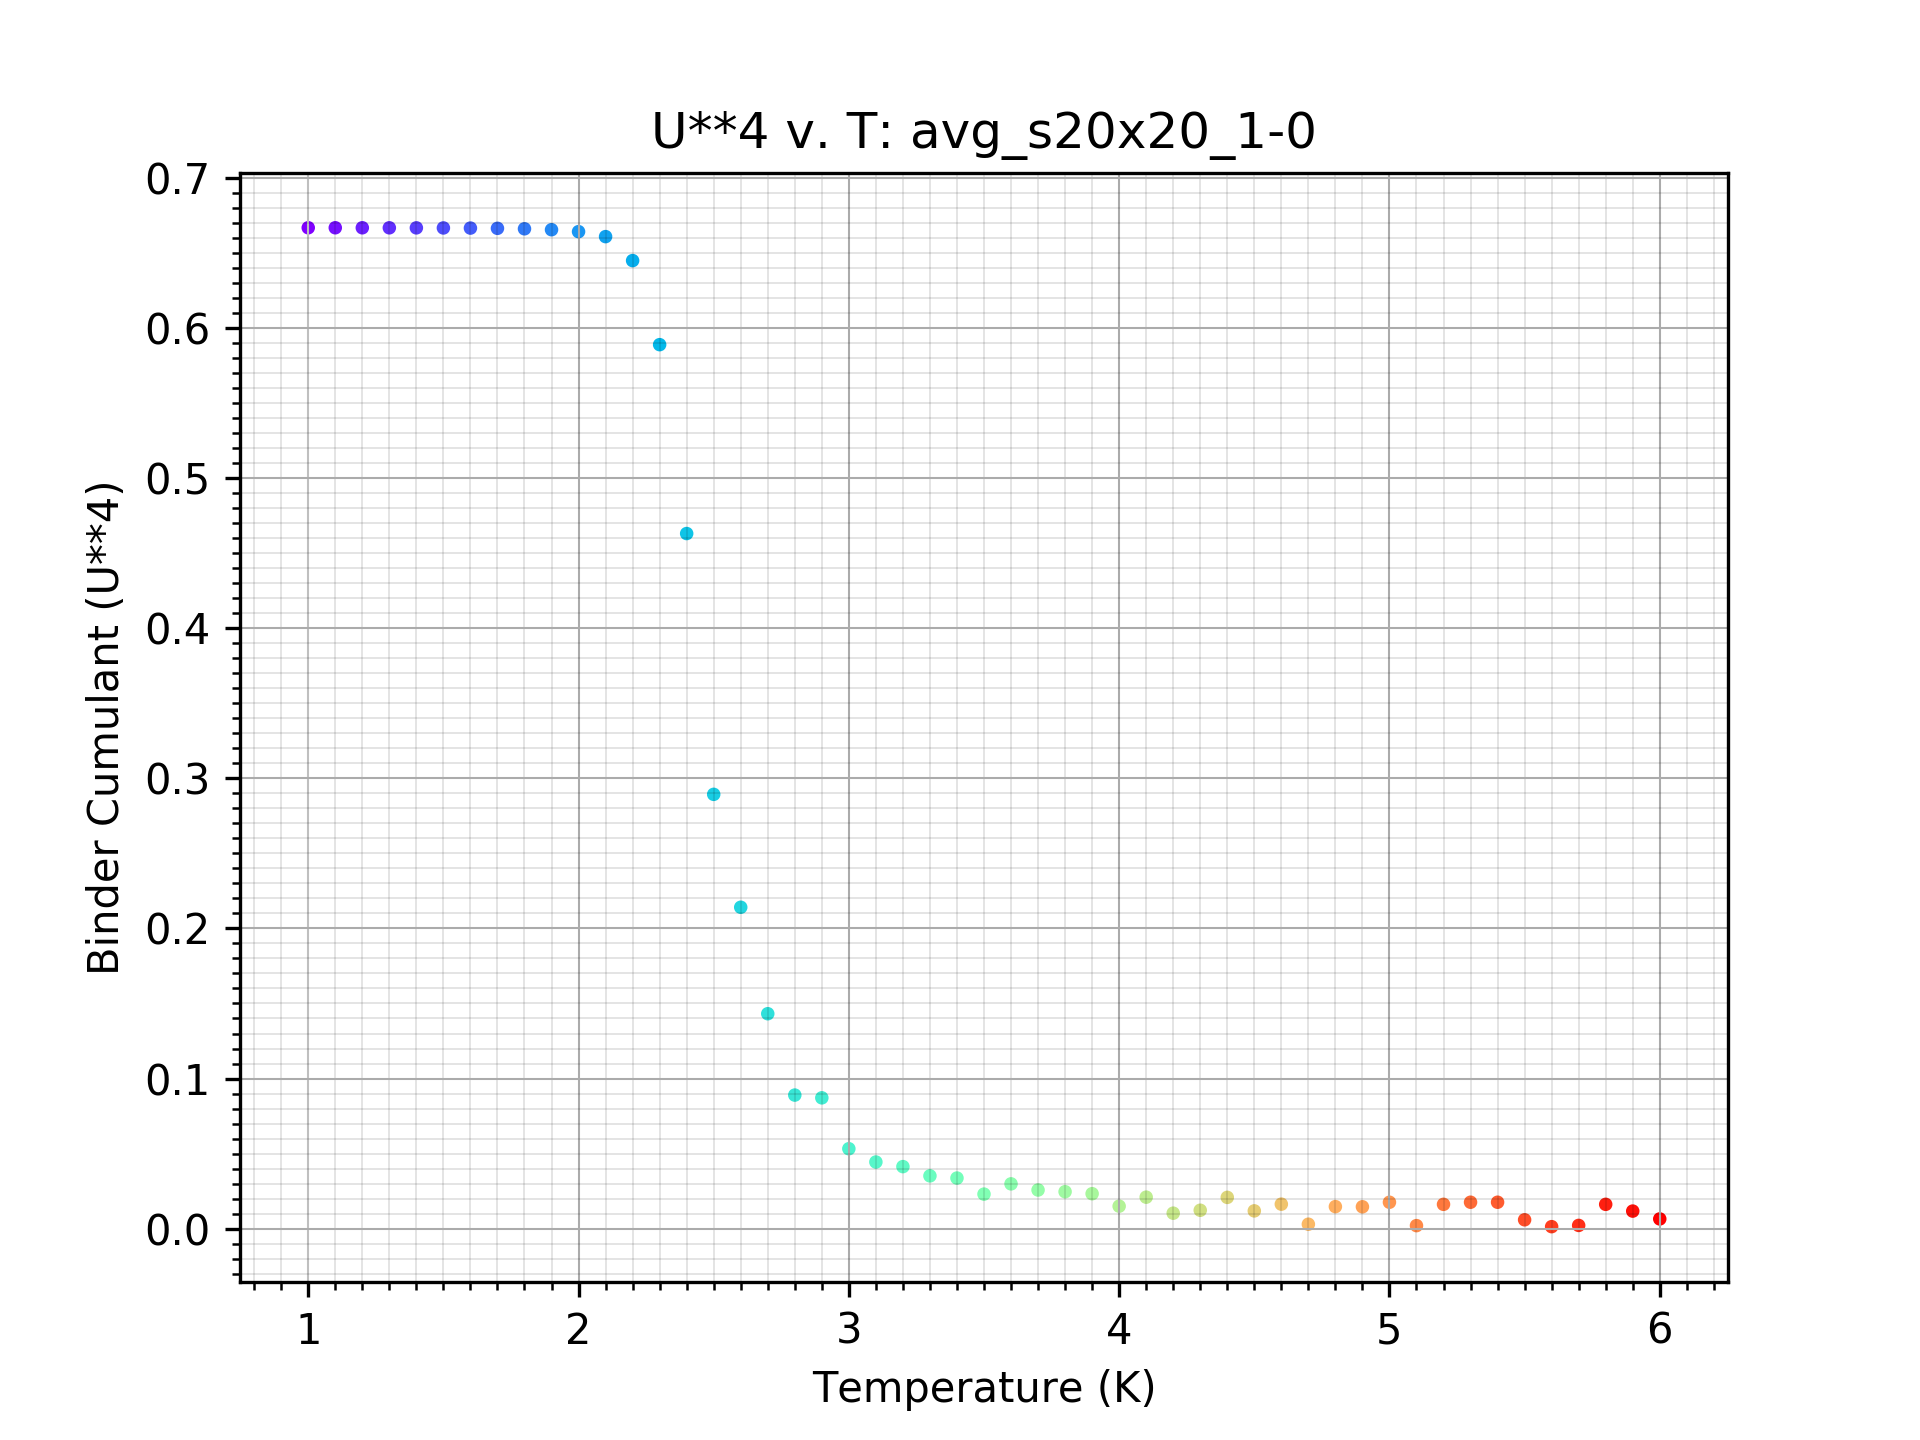 U**4 v. T: avg_s20x20_1-0
Binder Cumulant (U**4)
0.7
0.6
0.5
0.4
0.3
0.2
0.1
0.0
1 2 3 4 5 6
Temperature (K)